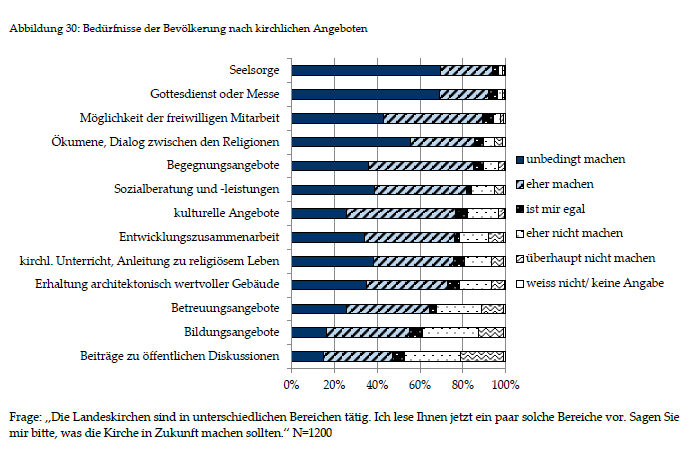 Abbildung 30: Bedürfnisse der Bevölkerung nach kirchlichen Angeboten
Seelsorge
Gottesdienst oder Messe
Möglichkeit der freiwilligen Mitarbeit
Ökumene, Dialog zwischen den Religionen
Begegnungsangebote
Sozialberatung und -leistungen
kulturelle Angebote
Entwicklungszusammenarbeit
kirchl. Unterricht, Anleitung zu religiösem Leben
Erhaltung architektonisch wertvoller Gebäude
Betreuungsangebote
Bildungsangebote
Beiträge zu öffentlichen Diskussionen
0% 20% 40% 60% 80% 100%
unbedingt machen
eher machen
ist mir egal
eher nicht machen
überhaupt nicht machen
weiss nicht/ keine Angabe
Frage: „Die Landeskirchen sind in unterschiedlichen Bereichen tätig. Ich lese Ihnen jetzt ein paar solche Bereiche vor. Sagen Sie
mir bitte, was die Kirche in Zukunft machen sollten.“ N=1200